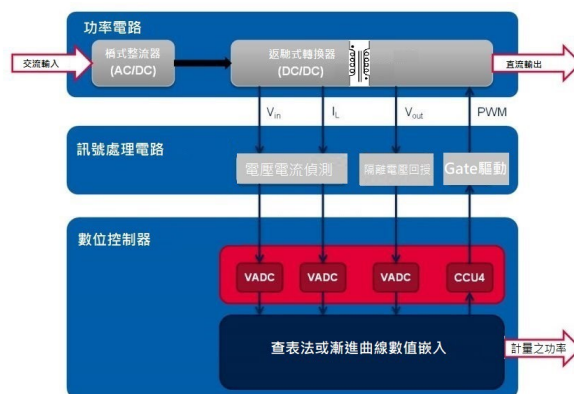 功率電路
橋式整流器
(AC/DC)
返馳式轉換器
(DC/DC)
交流輸入
直流輸出
Vin
IL
Vout
PWM
訊號處理電路
電壓電流偵測
隔離電壓回授
Gate驅動
數位控制器
VADC
VADC
VADC
CCU4
查表法或漸進曲線數值嵌入
計量之功率